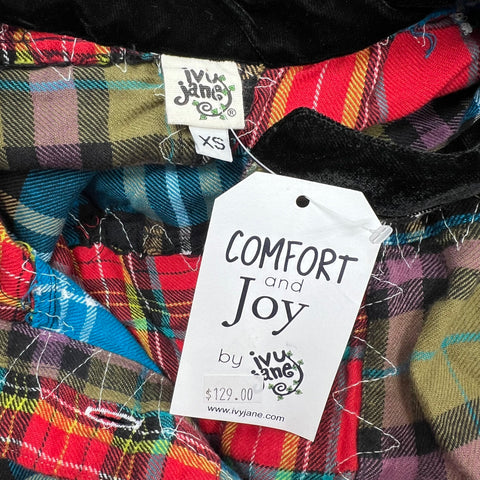 ivy
jane
®
XS
COMFORT
and
Joy
by ivy
jane
$129.00
www.ivyjane.com